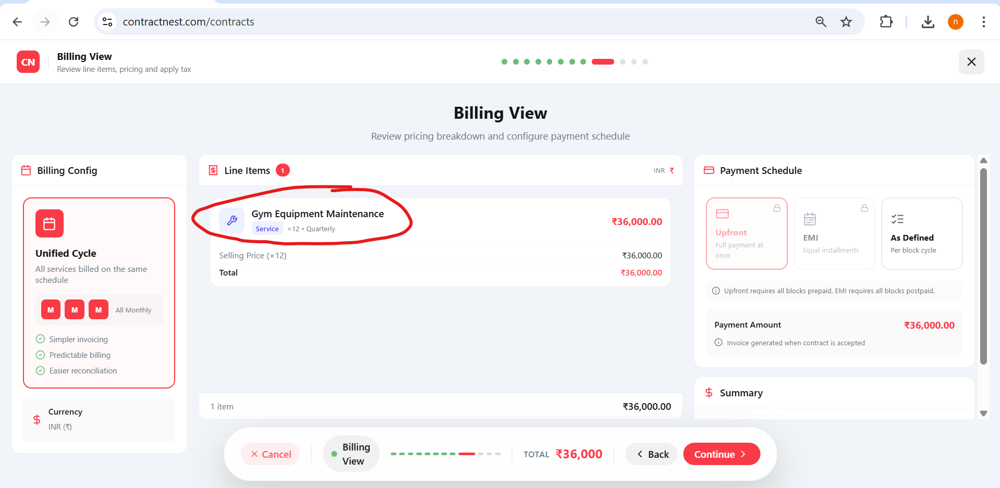 contractnest.com/contracts
n
CN
Billing View
Review line items, pricing and apply tax
Billing View
Review pricing breakdown and configure payment schedule
Billing Config
Unified Cycle
All services billed on the same
schedule
M M M All Monthly
Simpler invoicing
Predictable billing
Easier reconciliation
Currency
INR (₹)
Line Items 1
INR ₹
Gym Equipment Maintenance
Service ×12 • Quarterly
₹36,000.00
Selling Price (×12) ₹36,000.00
Total ₹36,000.00
1 item ₹36,000.00
Payment Schedule
Upfront
Full payment at
once
EMI
Equal installments
As Defined
Per block cycle
Upfront requires all blocks prepaid. EMI requires all blocks postpaid.
Payment Amount ₹36,000.00
Invoice generated when contract is accepted
Summary
Cancel
Billing
View
TOTAL ₹36,000
Back
Continue